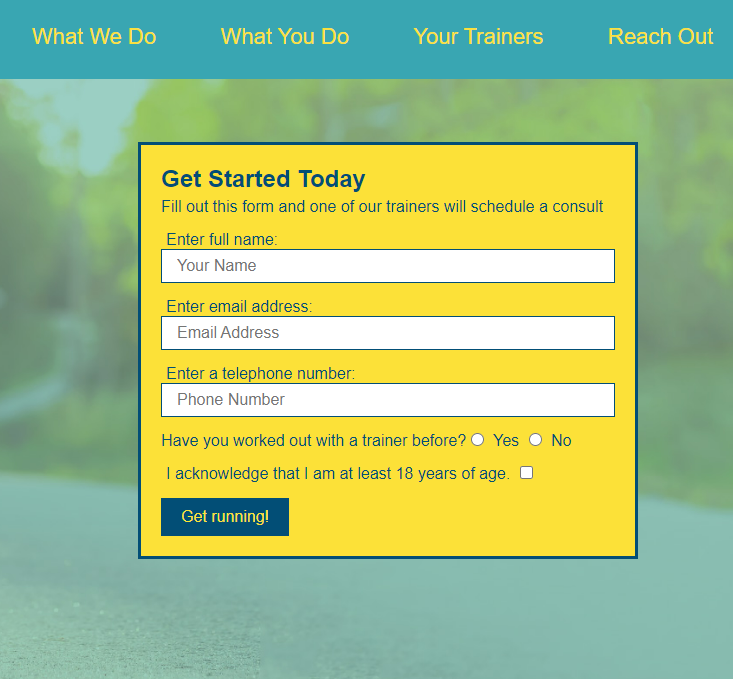 What We Do What You Do Your Trainers Reach Out
Get Started Today
Fill out this form and one of our trainers will schedule a consult
Enter full name:
Your Name
Enter email address:
Email Address
Enter a telephone number:
Phone Number
Have you worked out with a trainer before? Yes No
I acknowledge that I am at least 18 years of age.
Get running!